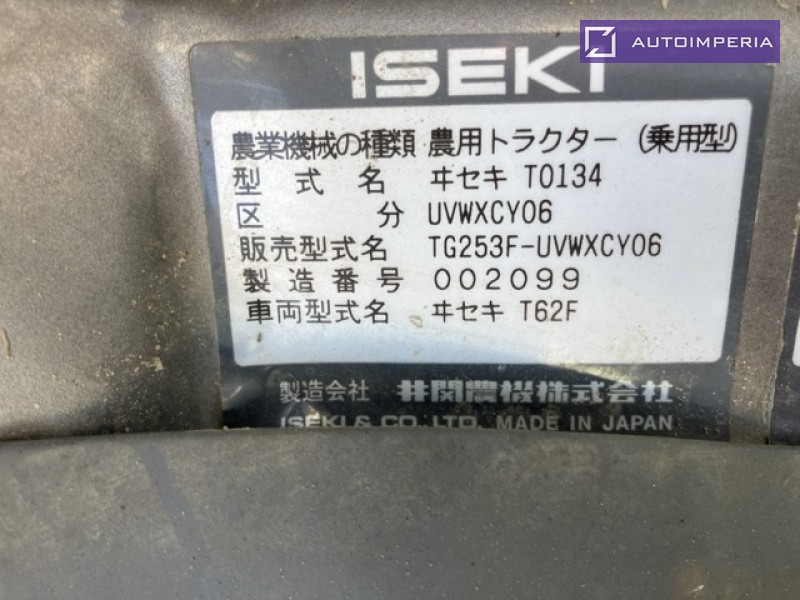 AUTOIMPERIA
ISEKI
農業機械の種類 農用トラクター (乗用型)
型式名 ヰセキ T0134
区分 UVWXCY06
販売型式名 TG253F-UVWXCY06
製造番号 002099
車両型式名 ヰセキ T62F
製造会社 井関農機株式会社
ISEKI & CO., LTD. MADE IN JAPAN